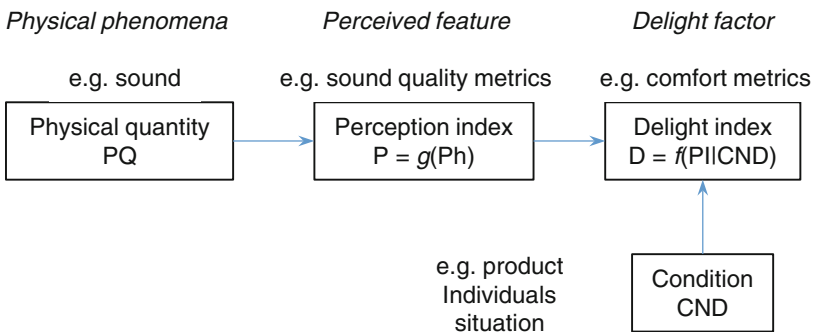 Physical phenomena
Perceived feature
Delight factor
e.g. sound
e.g. sound quality metrics
e.g. comfort metrics
Physical quantity
PQ
Perception index
P = g(Ph)
Delight index
D = f(PI|CND)
e.g. product
Individuals
situation
Condition
CND